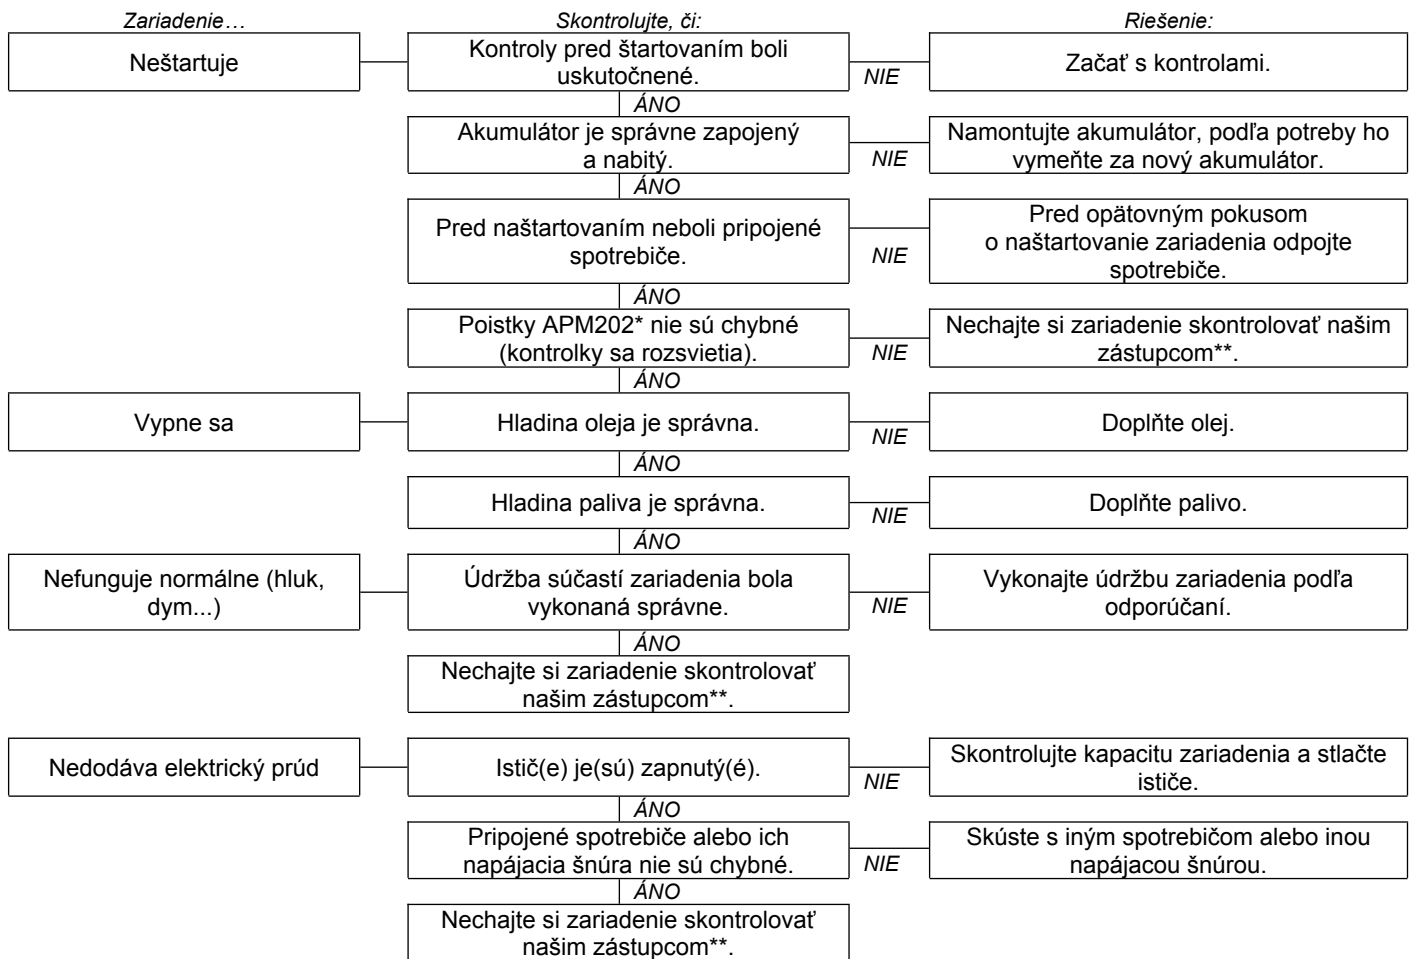 Zariadenie…
Skontrolujte, či:
Riešenie:
Neštartuje
Kontroly pred štartovaním boli
uskutočnené.
NIE
Začať s kontrolami.
ÁNO
Akumulátor je správne zapojený
a nabitý.
NIE
Namontujte akumulátor, podľa potreby ho
vymeňte za nový akumulátor.
ÁNO
Pred naštartovaním neboli pripojené
spotrebiče.
NIE
Pred opätovným pokusom
o naštartovanie zariadenia odpojte
spotrebiče.
ÁNO
Poistky APM202* nie sú chybné
(kontrolky sa rozsvietia).
NIE
Nechajte si zariadenie skontrolovať našim
zástupcom**.
ÁNO
Vypne sa
Hladina oleja je správna.
NIE
Doplňte olej.
ÁNO
Hladina paliva je správna.
NIE
Doplňte palivo.
ÁNO
Nefunguje normálne (hluk,
dym...)
Údržba súčastí zariadenia bola
vykonaná správne.
NIE
Vykonajte údržbu zariadenia podľa
odporúčaní.
ÁNO
Nechajte si zariadenie skontrolovať
našim zástupcom**.
Nedodáva elektrický prúd
Istič(e) je(sú) zapnutý(é).
NIE
Skontrolujte kapacitu zariadenia a stlačte
ističe.
ÁNO
Pripojené spotrebiče alebo ich
napájacia šnúra nie sú chybné.
NIE
Skúste s iným spotrebičom alebo inou
napájacou šnúrou.
ÁNO
Nechajte si zariadenie skontrolovať
našim zástupcom**.